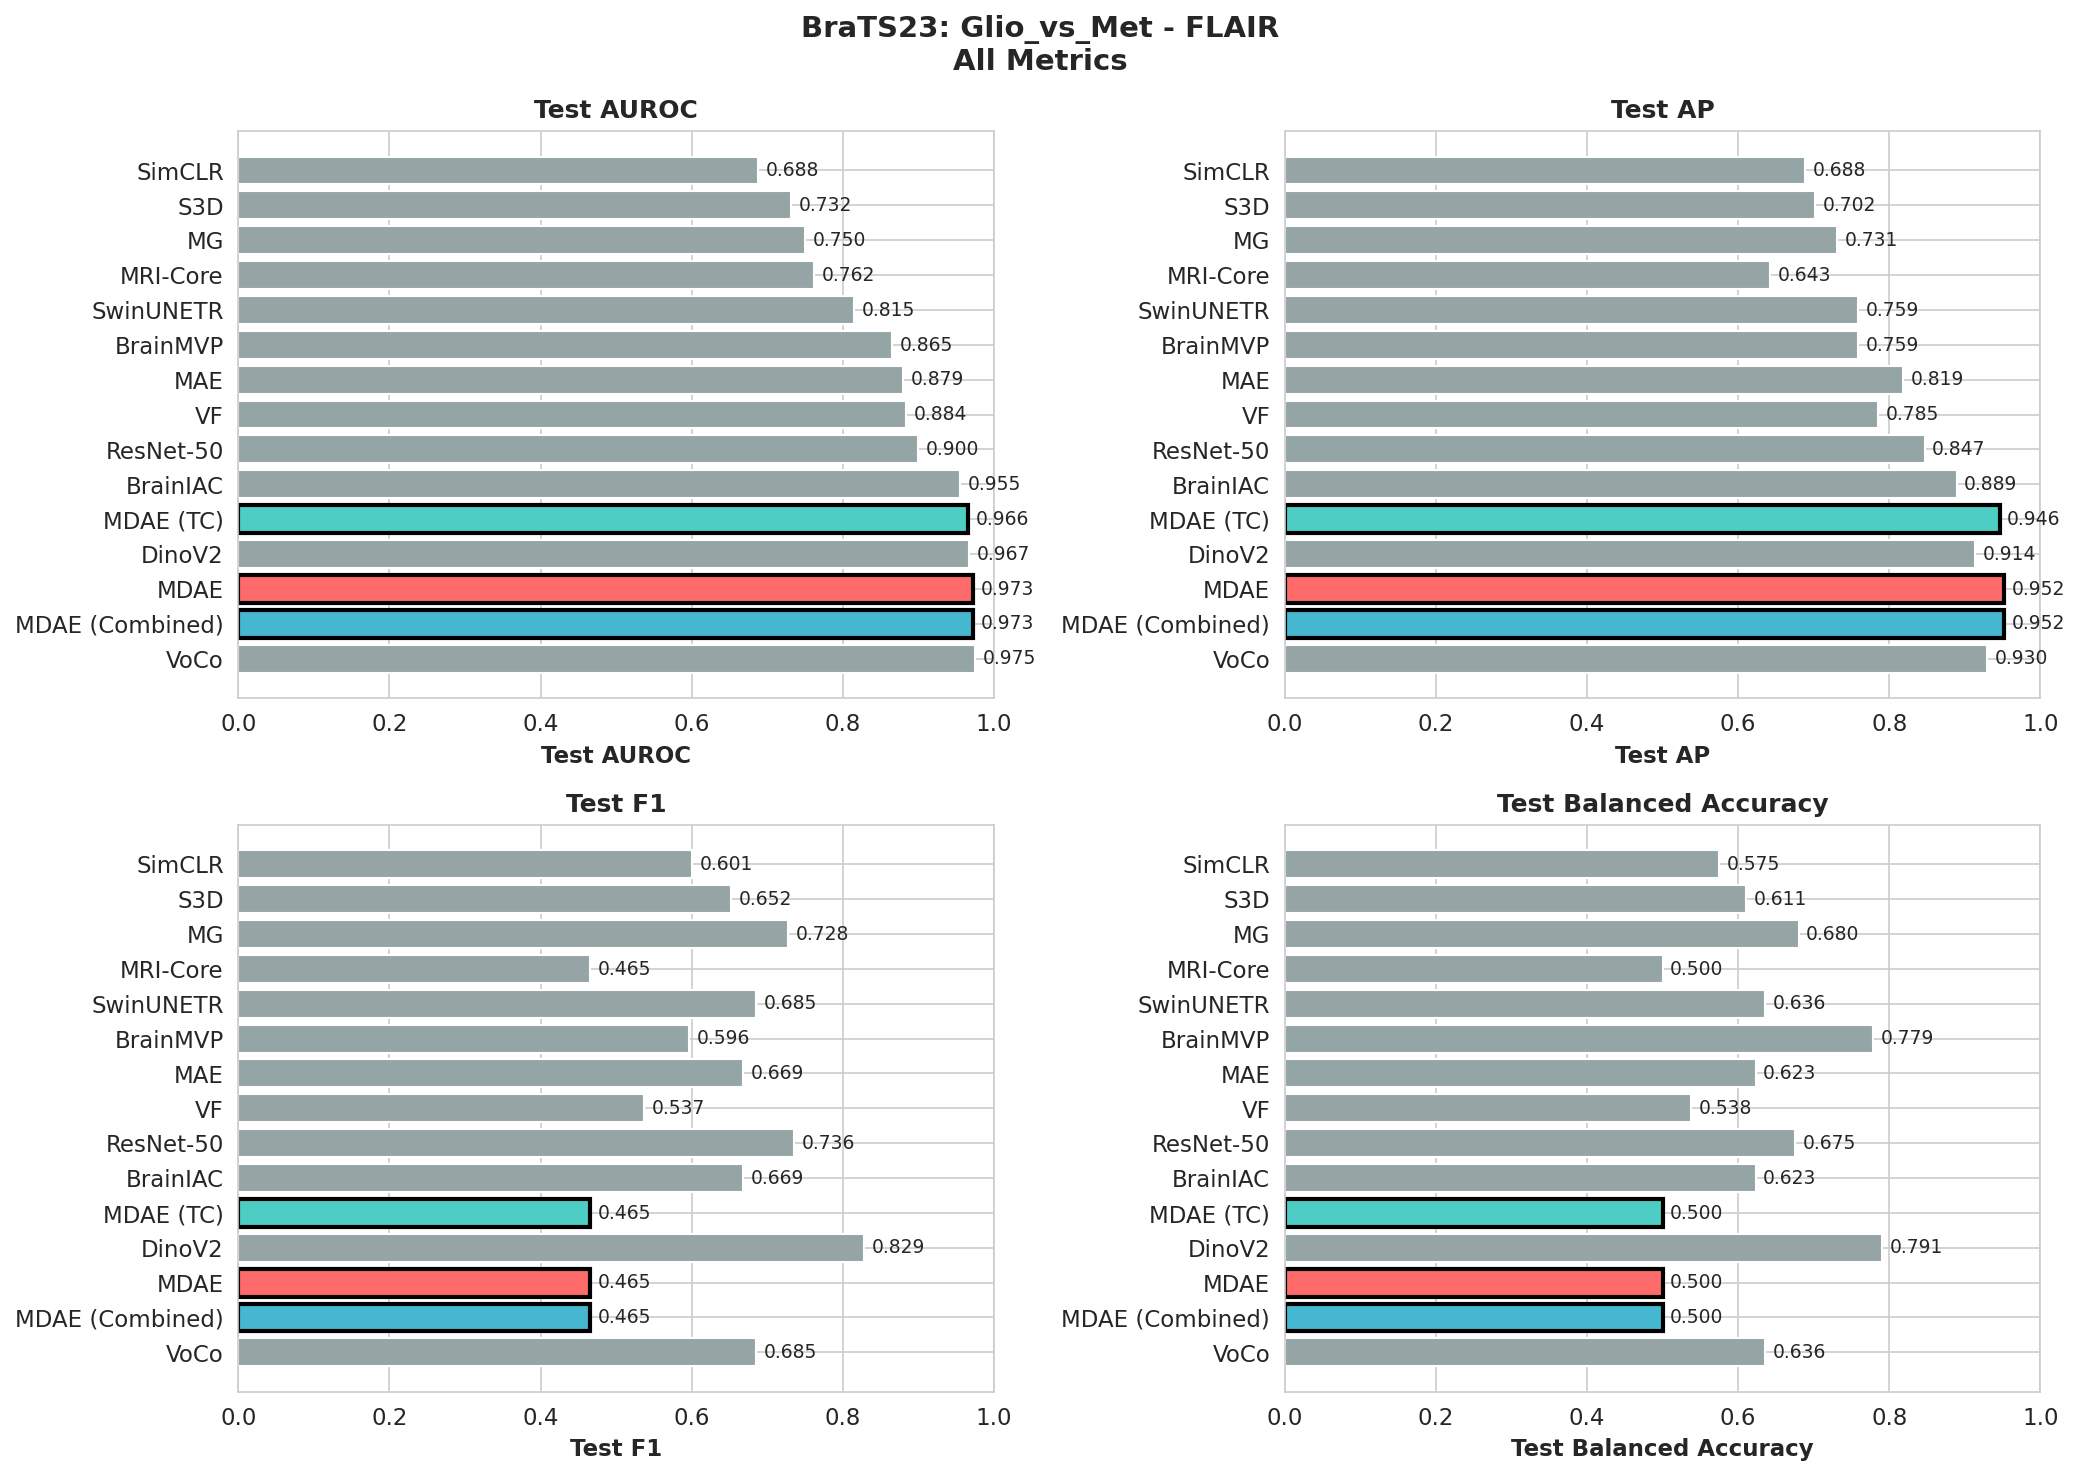 BraTS23: Glio_vs_Met - FLAIR
All Metrics
Test AUROC
SimCLR 0.688
S3D 0.732
MG 0.750
MRI-Core 0.762
SwinUNETR 0.815
BrainMVP 0.865
MAE 0.879
VF 0.884
ResNet-50 0.900
BrainIAC 0.955
MDAE (TC) 0.966
DinoV2 0.967
MDAE 0.973
MDAE (Combined) 0.973
VoCo 0.975
0.0 0.2 0.4 0.6 0.8 1.0
Test AUROC
Test AP
SimCLR 0.688
S3D 0.702
MG 0.731
MRI-Core 0.643
SwinUNETR 0.759
BrainMVP 0.759
MAE 0.819
VF 0.785
ResNet-50 0.847
BrainIAC 0.889
MDAE (TC) 0.946
DinoV2 0.914
MDAE 0.952
MDAE (Combined) 0.952
VoCo 0.930
0.0 0.2 0.4 0.6 0.8 1.0
Test AP
Test F1
SimCLR 0.601
S3D 0.652
MG 0.728
MRI-Core 0.465
SwinUNETR 0.685
BrainMVP 0.596
MAE 0.669
VF 0.537
ResNet-50 0.736
BrainIAC 0.669
MDAE (TC) 0.465
DinoV2 0.829
MDAE 0.465
MDAE (Combined) 0.465
VoCo 0.685
0.0 0.2 0.4 0.6 0.8 1.0
Test F1
Test Balanced Accuracy
SimCLR 0.575
S3D 0.611
MG 0.680
MRI-Core 0.500
SwinUNETR 0.636
BrainMVP 0.779
MAE 0.623
VF 0.538
ResNet-50 0.675
BrainIAC 0.623
MDAE (TC) 0.500
DinoV2 0.791
MDAE 0.500
MDAE (Combined) 0.500
VoCo 0.636
0.0 0.2 0.4 0.6 0.8 1.0
Test Balanced Accuracy